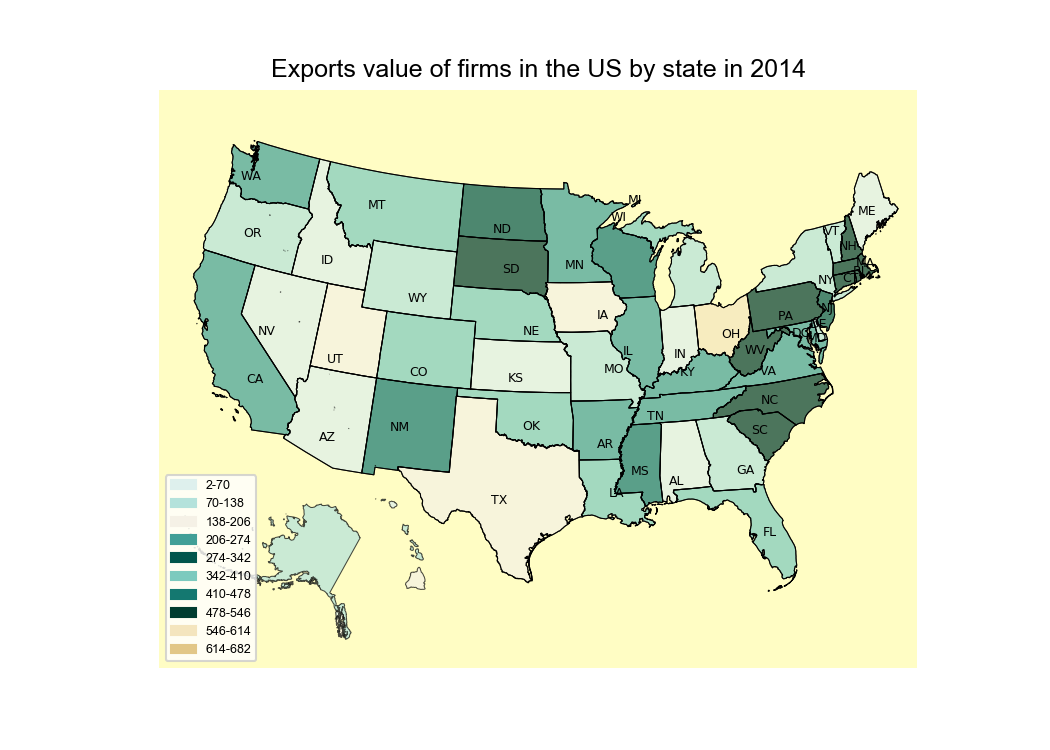 Exports value of firms in the US by state in 2014
WA
MT
ND
MN
WI
MI
ME
VT
NH
MA
RI
CT
OR
ID
SD
WY
NY
NV
UT
NE
IA
PA
NJ
OH
DE
DC
MD
CA
CO
KS
MO
IL
IN
KY
WV
VA
AZ
NM
OK
AR
TN
NC
SC
TX
LA
MS
AL
GA
FL
2-70
70-138
138-206
206-274
274-342
342-410
410-478
478-546
546-614
614-682